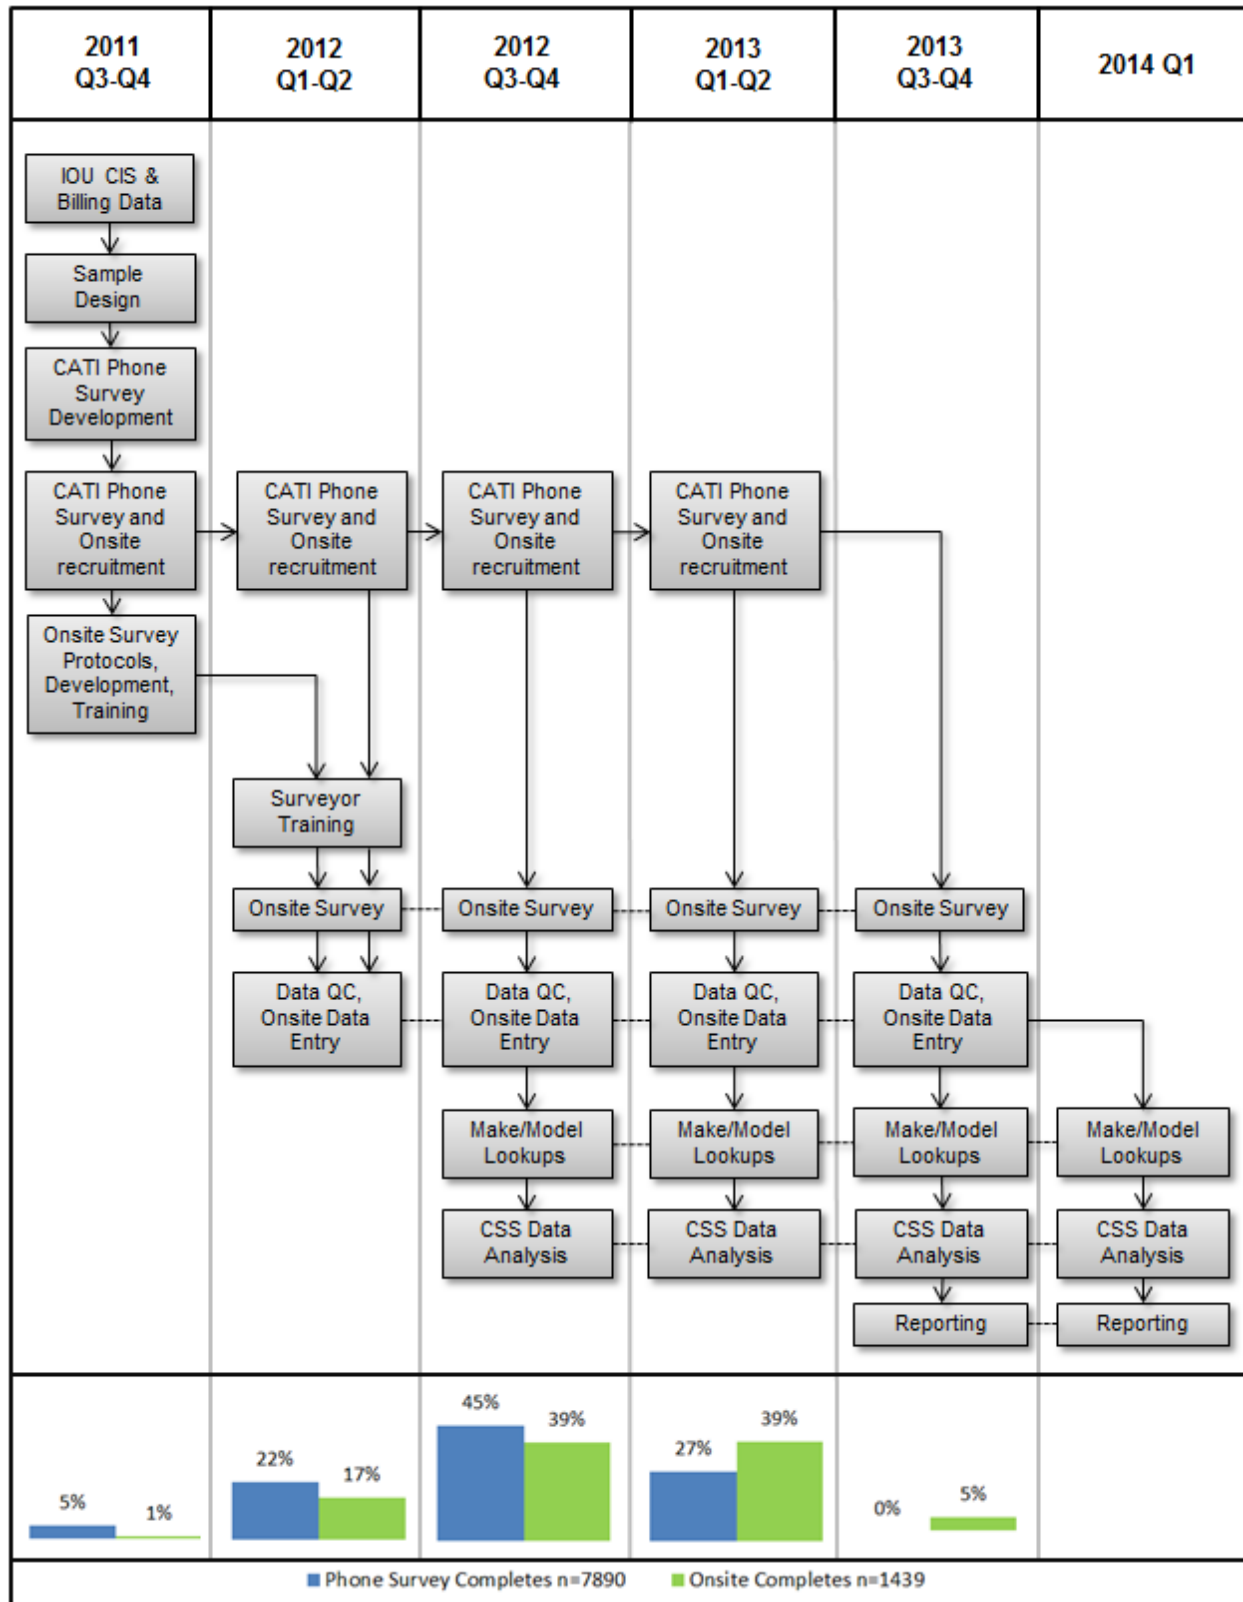 2011
Q3-Q4
2012
Q1-Q2
2012
Q3-Q4
2013
Q1-Q2
2013
Q3-Q4
2014 Q1
IOU CIS &
Billing Data
Sample
Design
CATI Phone
Survey
Development
CATI Phone
Survey and
Onsite
recruitment
CATI Phone
Survey and
Onsite
recruitment
CATI Phone
Survey and
Onsite
recruitment
CATI Phone
Survey and
Onsite
recruitment
Onsite Survey
Protocols,
Development,
Training
Surveyor
Training
Onsite Survey
Onsite Survey
Onsite Survey
Onsite Survey
Data QC,
Onsite Data
Entry
Data QC,
Onsite Data
Entry
Data QC,
Onsite Data
Entry
Data QC,
Onsite Data
Entry
Make/Model
Lookups
Make/Model
Lookups
Make/Model
Lookups
Make/Model
Lookups
CSS Data
Analysis
CSS Data
Analysis
CSS Data
Analysis
CSS Data
Analysis
Reporting
Reporting
5%
1%
22%
17%
45%
39%
27%
39%
0%
5%
Phone Survey Completes n=7890
Onsite Completes n=1439